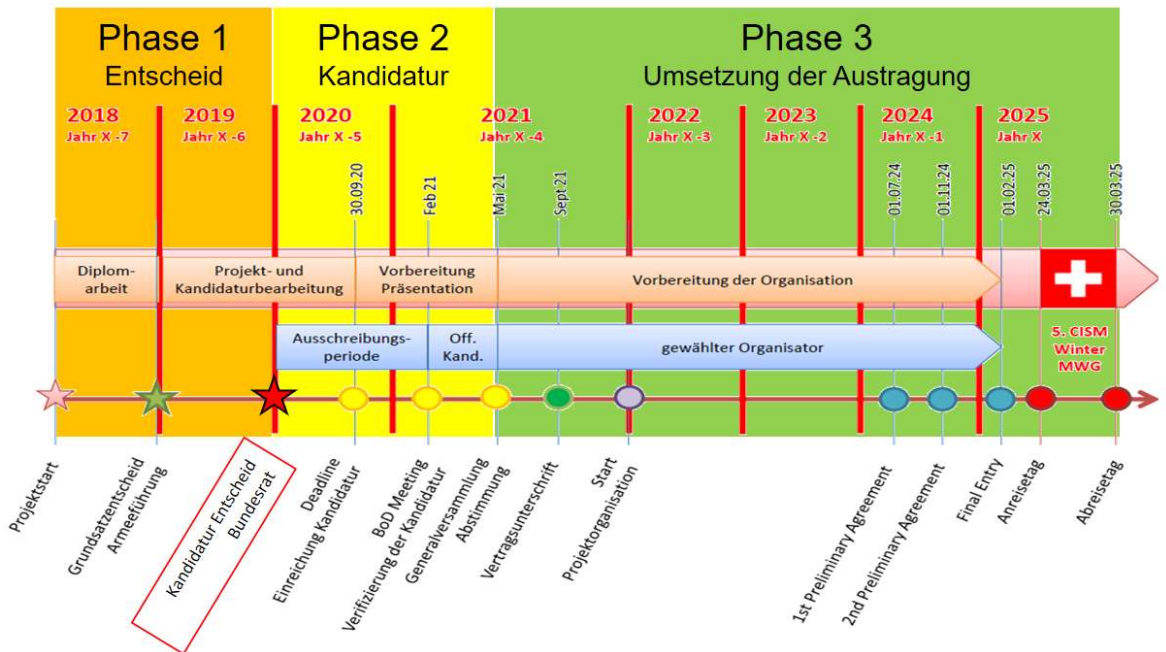 Phase 1
Entscheid
Phase 2
Kandidatur
Phase 3
Umsetzung der Austragung
2018
Jahr X -7
2019
Jahr X -6
2020
Jahr X -5
2021
Jahr X -4
2022
Jahr X -3
2023
Jahr X -2
2024
Jahr X -1
2025
Jahr X
30.09.20
Feb 21
Mai 21
Sept 21
01.07.24
01.11.24
01.02.25
24.03.25
30.03.25
Diplom-
arbeit
Projekt- und
Kandidaturbearbeitung
Vorbereitung
Präsentation
Vorbereitung der Organisation
Ausschreibungs-
periode
Off.
Kand.
gewählter Organisator
5. CISM
Winter
MWG
Projektstart
Grundsatzentscheid
Armeeführung
Kandidatur Entscheid
Bundesrat
Deadline
Einreichung Kandidatur
BoD Meeting
Verifizierung der Kandidatur
Generalversammlung
Abstimmung
Vertragsunterschrift
Start
Projektorganisation
1st Preliminary Agreement
2nd Preliminary Agreement
Final Entry
Anreisetag
Abreisetag